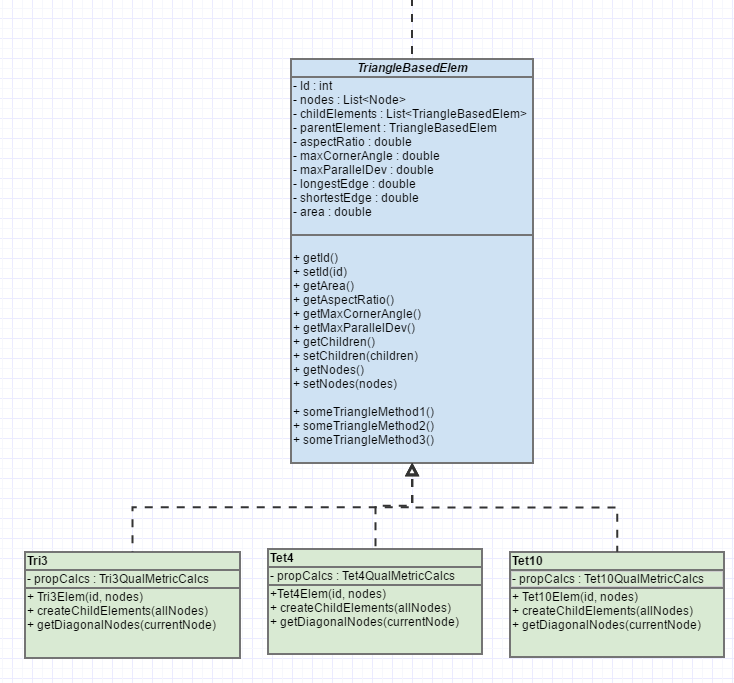 TriangleBasedElem
- Id : int
- nodes : List<Node>
- childElements : List<TriangleBasedElem>
- parentElement : TriangleBasedElem
- aspectRatio : double
- maxCornerAngle : double
- maxParallelDev : double
- longestEdge : double
- shortestEdge : double
- area : double
+ getId()
+ setId(id)
+ getArea()
+ getAspectRatio()
+ getMaxCornerAngle()
+ getMaxParallelDev()
+ getChildren()
+ setChildren(children)
+ getNodes()
+ setNodes(nodes)
+ someTriangleMethod1()
+ someTriangleMethod2()
+ someTriangleMethod3()
Tri3
- propCalcs : Tri3QualMetricCalcs
+ Tri3Elem(id, nodes)
+ createChildElements(allNodes)
+ getDiagonalNodes(currentNode)
Tet4
- propCalcs : Tet4QualMetricCalcs
+Tet4Elem(id, nodes)
+ createChildElements(allNodes)
+ getDiagonalNodes(currentNode)
Tet10
- propCalcs : Tet10QualMetricCalcs
+ Tet10Elem(id, nodes)
+ createChildElements(allNodes)
+ getDiagonalNodes(currentNode)